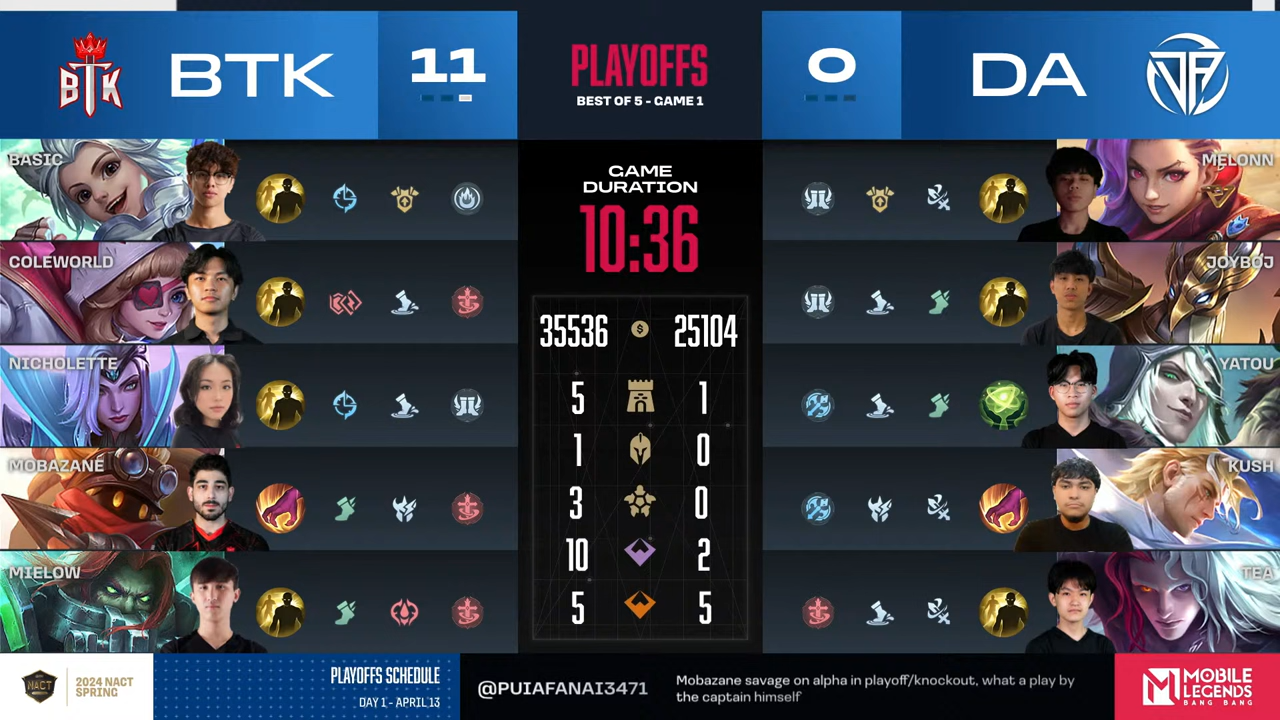 BTK
BTK
11
PLAYOFFS
BEST OF 5 - GAME 1
0
DA
BASIC
COLEWORLD
NICHOLETTE
MOBAZANE
MIELOW
GAME
DURATION
10:36
35536 $ 25104
5 1
1 0
3 0
10 2
5 5
MELONN
JOYBOJ
YATOU
KUSH
TEA
NACT
2024 NACT
SPRING
PLAYOFFS SCHEDULE
DAY 1 - APRIL 13
@PUIAFANAI3471
Mobazane savage on alpha in playoff/knockout, what a play by
the captain himself
MOBILE
LEGENDS
BANG BANG